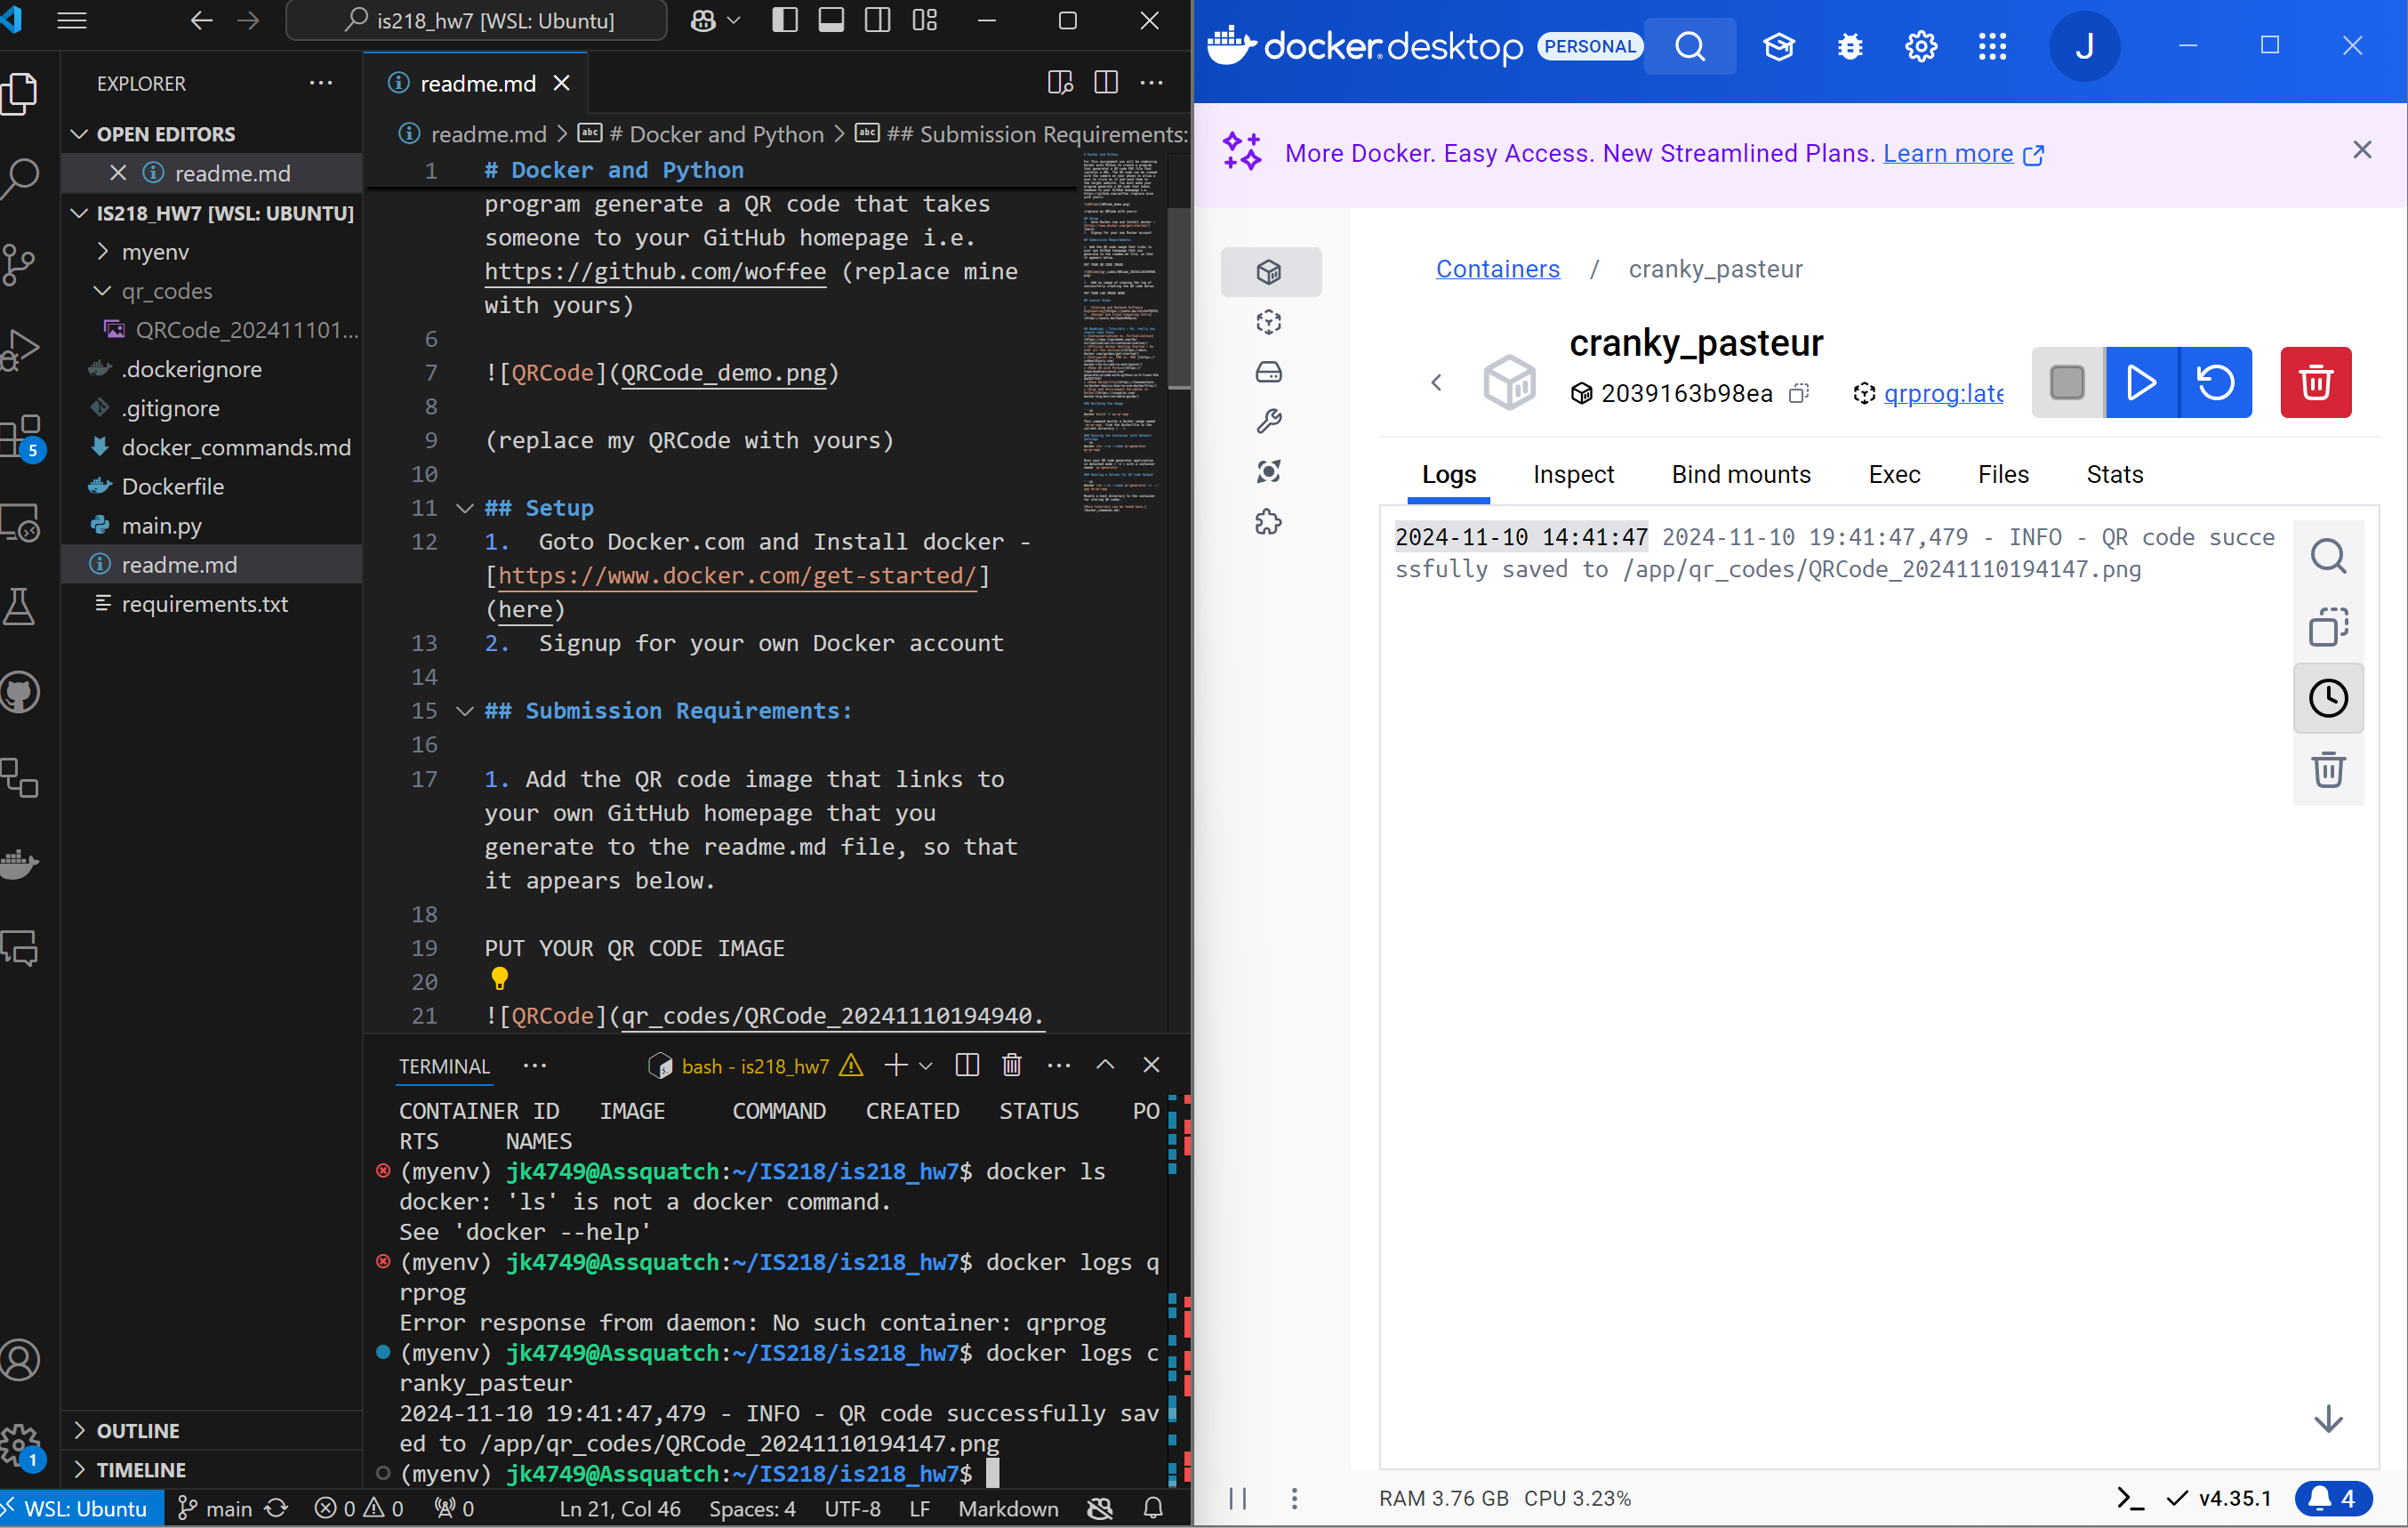 is218_hw7 [WSL: Ubuntu]
EXPLORER
OPEN EDITORS
readme.md
IS218_HW7 [WSL: UBUNTU]
myenv
qr_codes
QRCode_202411101...
.dockerignore
.gitignore
docker_commands.md
Dockerfile
main.py
readme.md
requirements.txt
OUTLINE
TIMELINE
5
1
readme.md
readme.md > # Docker and Python > ## Submission Requirements:
1 # Docker and Python
program generate a QR code that takes
someone to your GitHub homepage i.e.
https://github.com/woffee (replace mine
with yours)
6
7 ![QRCode](QRCode_demo.png)
8
9 (replace my QRCode with yours)
10
11 ## Setup
12 1.  Goto Docker.com and Install docker -
[https://www.docker.com/get-started/]
(here)
13 2.  Signup for your own Docker account
14
15 ## Submission Requirements:
16
17 1. Add the QR code image that links to
your own GitHub homepage that you
generate to the readme.md file, so that
it appears below.
18
19 PUT YOUR QR CODE IMAGE
20
21 ![QRCode](qr_codes/QRCode_20241110194940.
TERMINAL
bash - is218_hw7
CONTAINER ID   IMAGE     COMMAND   CREATED   STATUS    PO
RTS     NAMES
(myenv) jk4749@Assquatch:~/IS218/is218_hw7$ docker ls
docker: 'ls' is not a docker command.
See 'docker --help'
(myenv) jk4749@Assquatch:~/IS218/is218_hw7$ docker logs q
rprog
Error response from daemon: No such container: qrprog
(myenv) jk4749@Assquatch:~/IS218/is218_hw7$ docker logs c
ranky_pasteur
2024-11-10 19:41:47,479 - INFO - QR code successfully sav
ed to /app/qr_codes/QRCode_20241110194147.png
(myenv) jk4749@Assquatch:~/IS218/is218_hw7$
WSL: Ubuntu main 0 0 0 Ln 21, Col 46 Spaces: 4 UTF-8 LF Markdown
docker.desktop PERSONAL J
More Docker. Easy Access. New Streamlined Plans. Learn more
Containers / cranky_pasteur
cranky_pasteur
2039163b98ea qrprog:late
Logs Inspect Bind mounts Exec Files Stats
2024-11-10 14:41:47 2024-11-10 19:41:47,479 - INFO - QR code succe
ssfully saved to /app/qr_codes/QRCode_20241110194147.png
RAM 3.76 GB CPU 3.23% v4.35.1 4